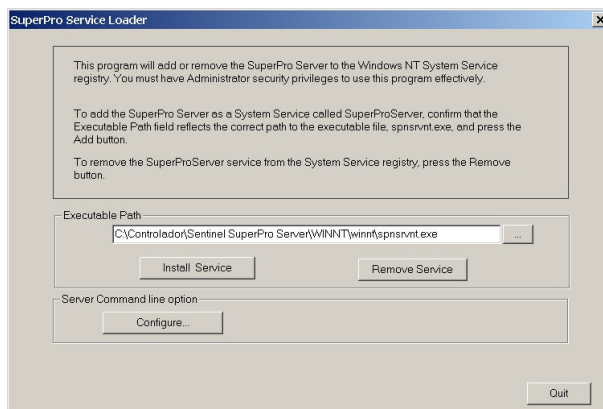 SuperPro Service Loader
This program will add or remove the SuperPro Server to the Windows NT System Service
registry. You must have Administrator security privileges to use this program effectively.
To add the SuperPro Server as a System Service called SuperProServer, confirm that the
Executable Path field reflects the correct path to the executable file, spnsrvnt.exe, and press the
Add button.
To remove the SuperProServer service from the System Service registry, press the Remove
button.
Executable Path
C:\Controlador\Sentinel SuperPro Server\WINNT\winnt\spnsrvnt.exe ...
Install Service Remove Service
Server Command line option
Configure...
Quit